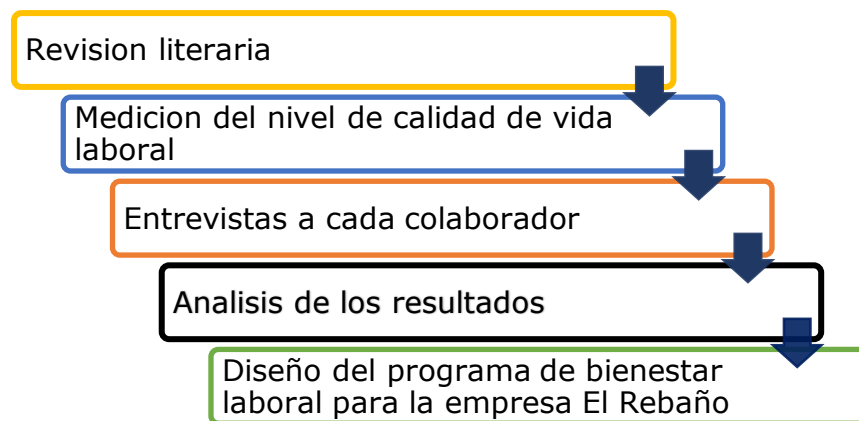 Revision literaria
Medicion del nivel de calidad de vida
laboral
Entrevistas a cada colaborador
Analisis de los resultados
Diseño del programa de bienestar
laboral para la empresa El Rebaño